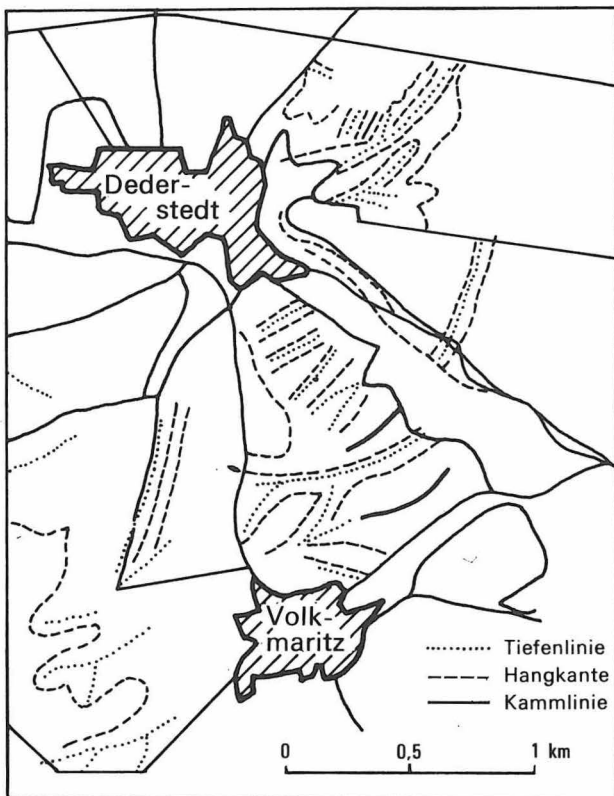 Deder-
stedt
Volk-
maritz
Tiefenlinie
Hangkante
Kammlinie
0 0,5 1 km